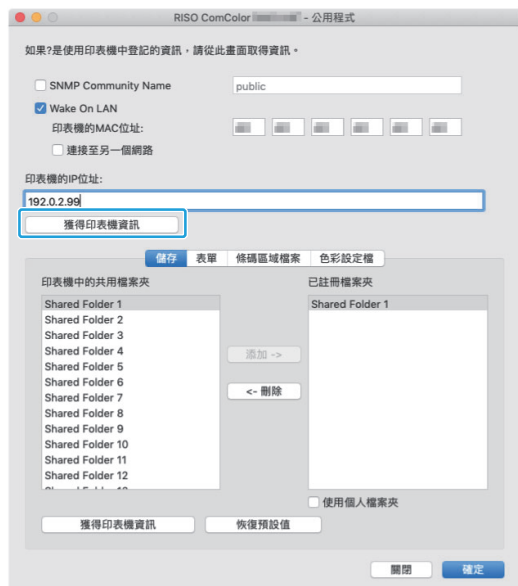 RISO ComColor - 公用程式
如果?是使用印表機中登記的資訊，請從此畫面取得資訊。
SNMP Community Name
public
Wake On LAN
印表機的MAC位址:
連接至另一個網路
印表機的IP位址:
192.0.2.99
獲得印表機資訊
儲存 表單 條碼區域檔案 色彩設定檔
印表機中的共用檔案夾
已註冊檔案夾
Shared Folder 1
Shared Folder 1
Shared Folder 2
Shared Folder 3
Shared Folder 4
添加 ->
Shared Folder 5
Shared Folder 6
<- 刪除
Shared Folder 7
Shared Folder 8
Shared Folder 9
Shared Folder 10
Shared Folder 11
Shared Folder 12
使用個人檔案夾
獲得印表機資訊
恢復預設值
關閉
確定